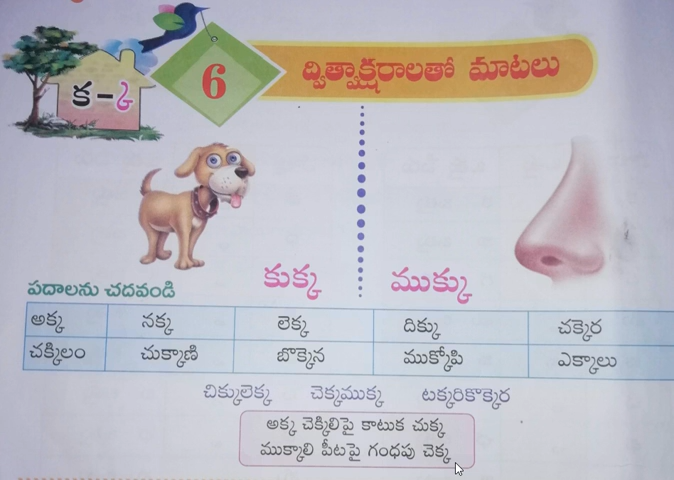 6
ద్విత్వాక్షరాలతో మాటలు
క-క్క
కుక్క ముక్కు
పదాలను చదవండి
అక్క నక్క లెక్క దిక్కు చక్కెర
చక్కిలం చుక్కాణి బొక్కెన ముక్కోపి ఎక్కాలు
చిక్కులెక్క చెక్కముక్క టక్కరికొక్కెర
అక్క చెక్కిలిపై కాటుక చుక్క
ముక్కాలి పీటపై గంధపు చెక్క